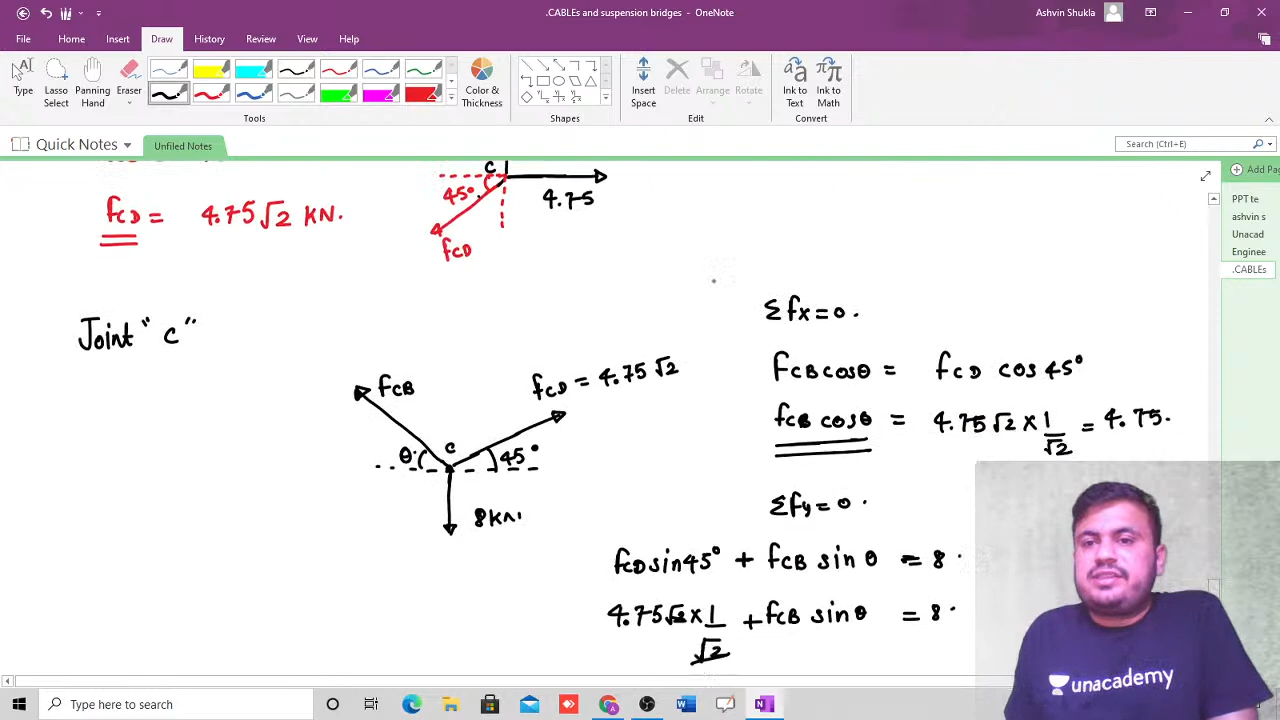 .CABLEs and suspension bridges - OneNote
Ashvin Shukla
File Home Insert Draw History Review View Help
Type
Lasso Select
Panning Hand
Eraser
Color & Thickness
Insert Space
Delete
Arrange
Rotate
Ink to Text
Ink to Math
Tools
Shapes
Edit
Convert
Quick Notes
Unfiled Notes
Search (Ctrl+E)
Add Pag
PPT te
ashvin s
Unacad
Enginee
.CABLEs
C
45°
4.75
fCD = 4.75√2 KN.
fCD
Joint "C"
fCB
fCD = 4.75√2
θ
C
45°
8KN.
Σfx = 0.
FCB cosθ = fCD cos 45°
fCB cosθ = 4.75√2 × 1/√2 = 4.75.
Σfy = 0.
fCD sin45° + fCB sin θ = 8.
4.75√2 × 1/√2 + fCB sin θ = 8.
unacademy
Type here to search